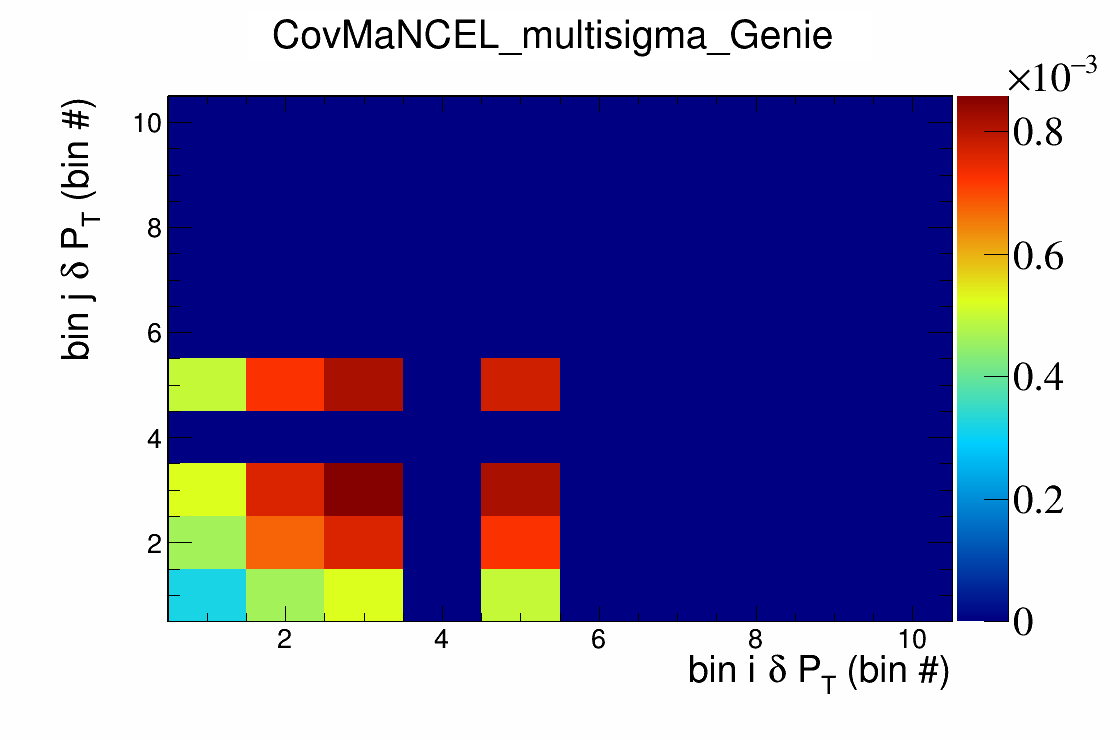 CovMaNCEL_multisigma_Genie
×10⁻³
bin j δ P_T (bin #)
10
8
6
4
2
0.8
0.6
0.4
0.2
0
2 4 6 8 10
bin i δ P_T (bin #)